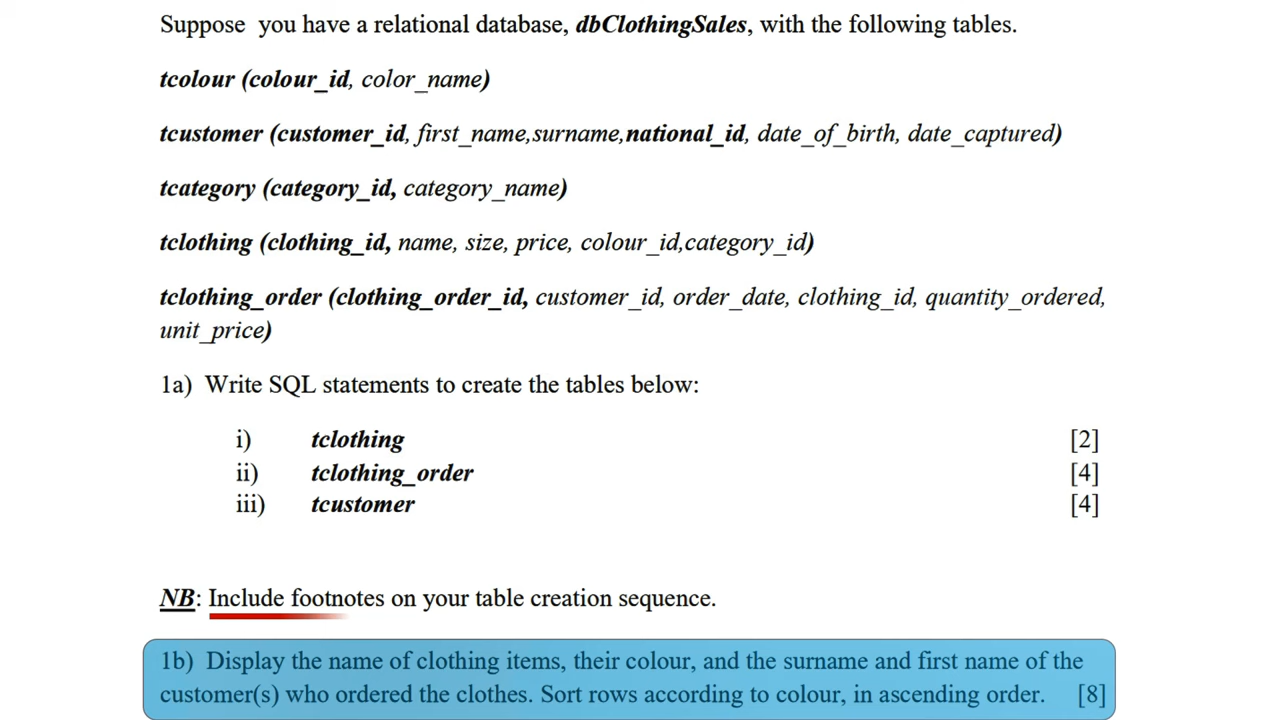 Suppose you have a relational database, dbClothingSales, with the following tables.
tcolour (colour_id, color_name)
tcustomer (customer_id, first_name,surname,national_id, date_of_birth, date_captured)
tcategory (category_id, category_name)
tclothing (clothing_id, name, size, price, colour_id,category_id)
tclothing_order (clothing_order_id, customer_id, order_date, clothing_id, quantity_ordered,
unit_price)
1a) Write SQL statements to create the tables below:
i) tclothing [2]
ii) tclothing_order [4]
iii) tcustomer [4]
NB: Include footnotes on your table creation sequence.
1b) Display the name of clothing items, their colour, and the surname and first name of the
customer(s) who ordered the clothes. Sort rows according to colour, in ascending order. [8]